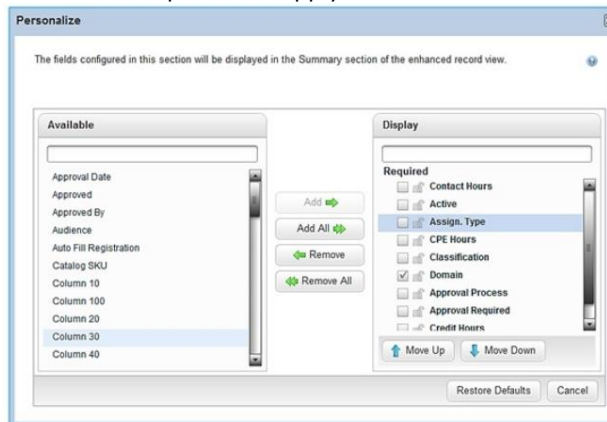 Personalize
The fields configured in this section will be displayed in the Summary section of the enhanced record view.
Available
Approval Date
Approved
Approved By
Audience
Auto Fill Registration
Catalog SKU
Column 10
Column 100
Column 20
Column 30
Column 40
Add
Add All
Remove
Remove All
Display
Required
Contact Hours
Active
Assign. Type
CPE Hours
Classification
Domain
Approval Process
Approval Required
Credit Hours
Move Up
Move Down
Restore Defaults
Cancel